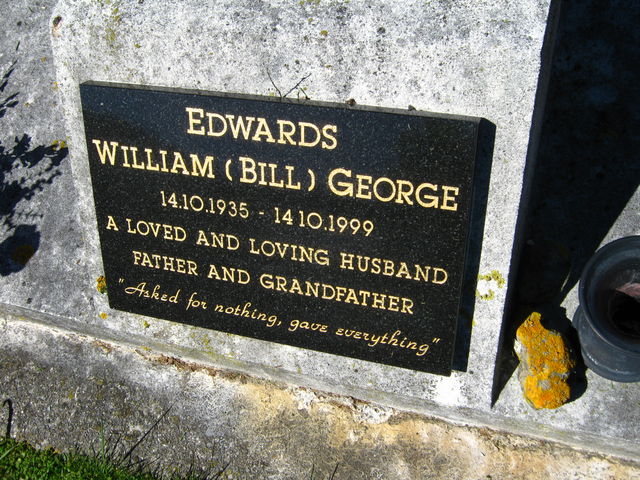 EDWARDS
WILLIAM (BILL) GEORGE
14.10.1935 - 14.10.1999
A LOVED AND LOVING HUSBAND
FATHER AND GRANDFATHER
"Asked for nothing, gave everything"